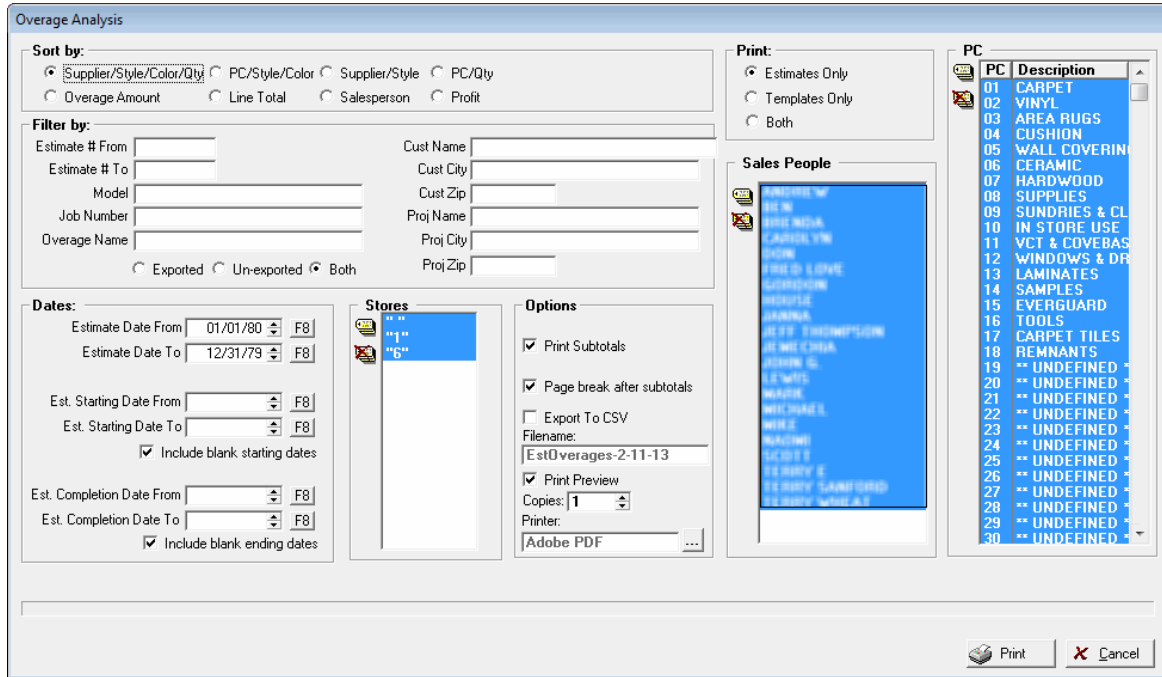 Overage Analysis
Sort by:
Supplier/Style/Color/Qty PC/Style/Color Supplier/Style PC/Qty
Overage Amount Line Total Salesperson Profit
Filter by:
Estimate # From
Estimate # To
Model
Job Number
Overage Name
Exported Un-exported Both
Cust Name
Cust City
Cust Zip
Proj Name
Proj City
Proj Zip
Dates:
Estimate Date From 01/01/80 F8
Estimate Date To 12/31/79 F8
Est. Starting Date From F8
Est. Starting Date To F8
Include blank starting dates
Est. Completion Date From F8
Est. Completion Date To F8
Include blank ending dates
Stores
" "
"1"
"6"
Options
Print Subtotals
Page break after subtotals
Export To CSV
Filename:
EstOverages-2-11-13
Print Preview
Copies: 1
Printer:
Adobe PDF ...
Print:
Estimates Only
Templates Only
Both
Sales People
PC
PC Description
01 CARPET
02 VINYL
03 AREA RUGS
04 CUSHION
05 WALL COVERIN
06 CERAMIC
07 HARDWOOD
08 SUPPLIES
09 SUNDRIES & CL
10 IN STORE USE
11 VCT & COVEBAS
12 WINDOWS & DR
13 LAMINATES
14 SAMPLES
15 EVERGUARD
16 TOOLS
17 CARPET TILES
18 REMNANTS
19 ** UNDEFINED *
20 ** UNDEFINED *
21 ** UNDEFINED *
22 ** UNDEFINED *
23 ** UNDEFINED *
24 ** UNDEFINED *
25 ** UNDEFINED *
26 ** UNDEFINED *
27 ** UNDEFINED *
28 ** UNDEFINED *
29 ** UNDEFINED *
30 ** UNDEFINED *
Print Cancel